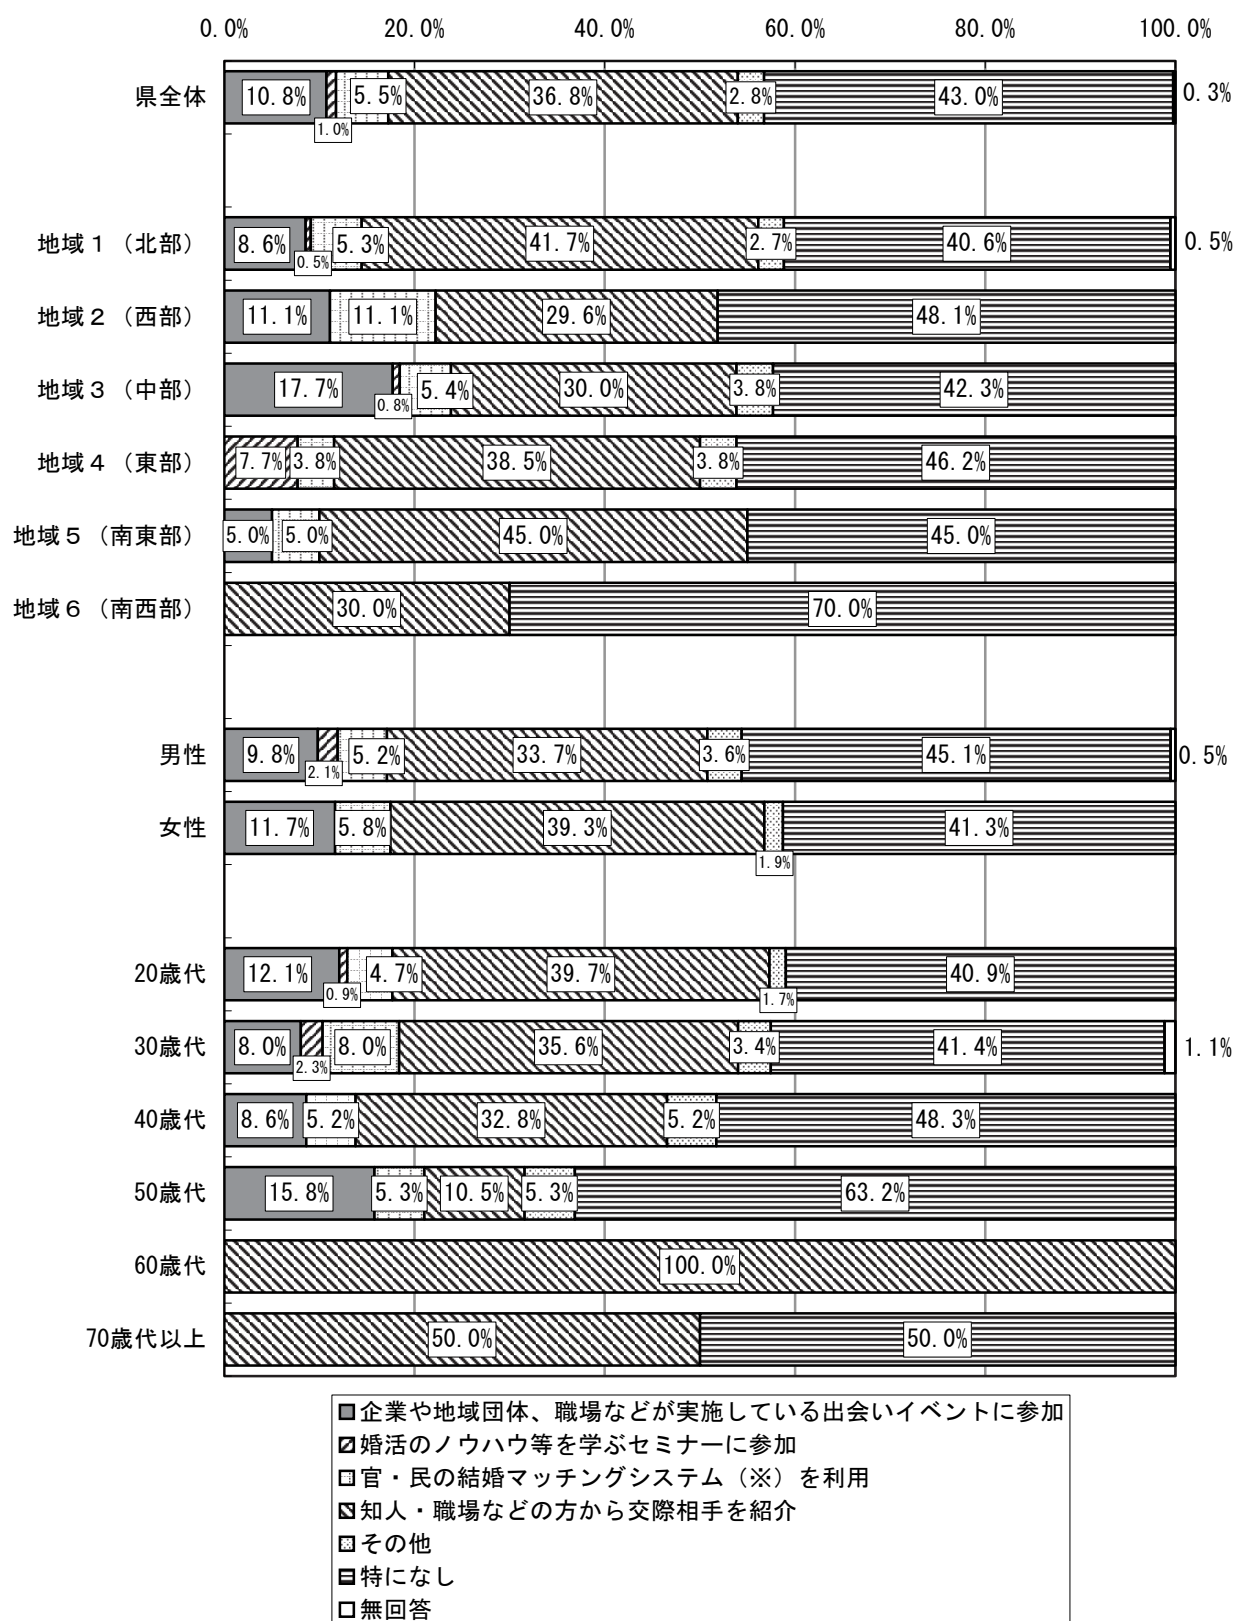 0.0% 20.0% 40.0% 60.0% 80.0% 100.0%
県全体 10.8% 1.0% 5.5% 36.8% 2.8% 43.0% 0.3%
地域１（北部） 8.6% 0.5% 5.3% 41.7% 2.7% 40.6% 0.5%
地域２（西部） 11.1% 11.1% 29.6% 48.1%
地域３（中部） 17.7% 0.8% 5.4% 30.0% 3.8% 42.3%
地域４（東部） 7.7% 3.8% 38.5% 3.8% 46.2%
地域５（南東部） 5.0% 5.0% 45.0% 45.0%
地域６（南西部） 30.0% 70.0%
男性 9.8% 2.1% 5.2% 33.7% 3.6% 45.1% 0.5%
女性 11.7% 5.8% 39.3% 1.9% 41.3%
20歳代 12.1% 0.9% 4.7% 39.7% 1.7% 40.9%
30歳代 8.0% 2.3% 8.0% 35.6% 3.4% 41.4% 1.1%
40歳代 8.6% 5.2% 32.8% 5.2% 48.3%
50歳代 15.8% 5.3% 10.5% 5.3% 63.2%
60歳代 100.0%
70歳代以上 50.0% 50.0%
企業や地域団体、職場などが実施している出会いイベントに参加
婚活のノウハウ等を学ぶセミナーに参加
官・民の結婚マッチングシステム（※）を利用
知人・職場などの方から交際相手を紹介
その他
特になし
無回答